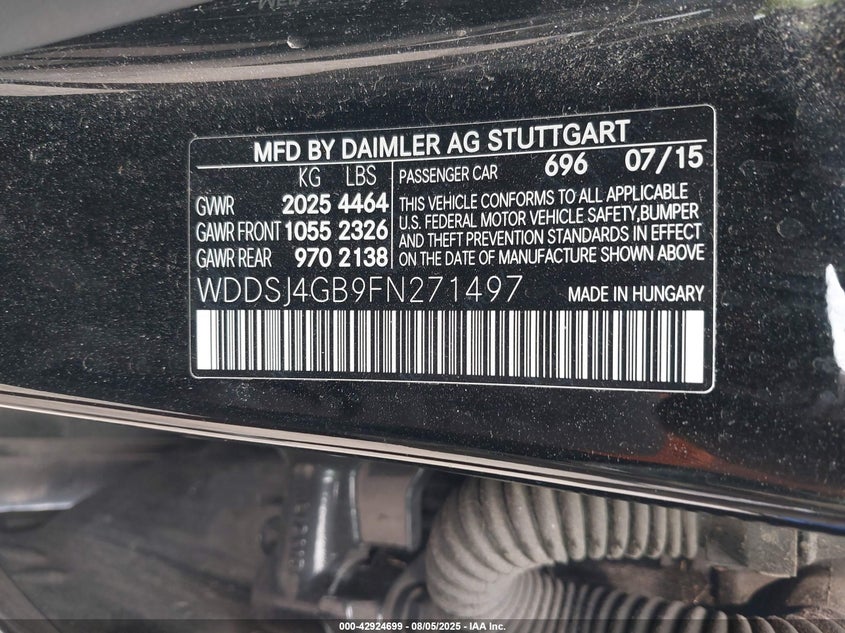 MFD BY DAIMLER AG STUTTGART
KG LBS
GVWR 2025 4464
GAWR FRONT 1055 2326
GAWR REAR 970 2138
PASSENGER CAR 696 07/15
THIS VEHICLE CONFORMS TO ALL APPLICABLE
U.S. FEDERAL MOTOR VEHICLE SAFETY,BUMPER
AND THEFT PREVENTION STANDARDS IN EFFECT
ON THE DATE OF MANUFACTURE SHOWN ABOVE
WDDSJ4GB9FN271497 MADE IN HUNGARY
000-42924699 - 08/05/2025 - IAA Inc.